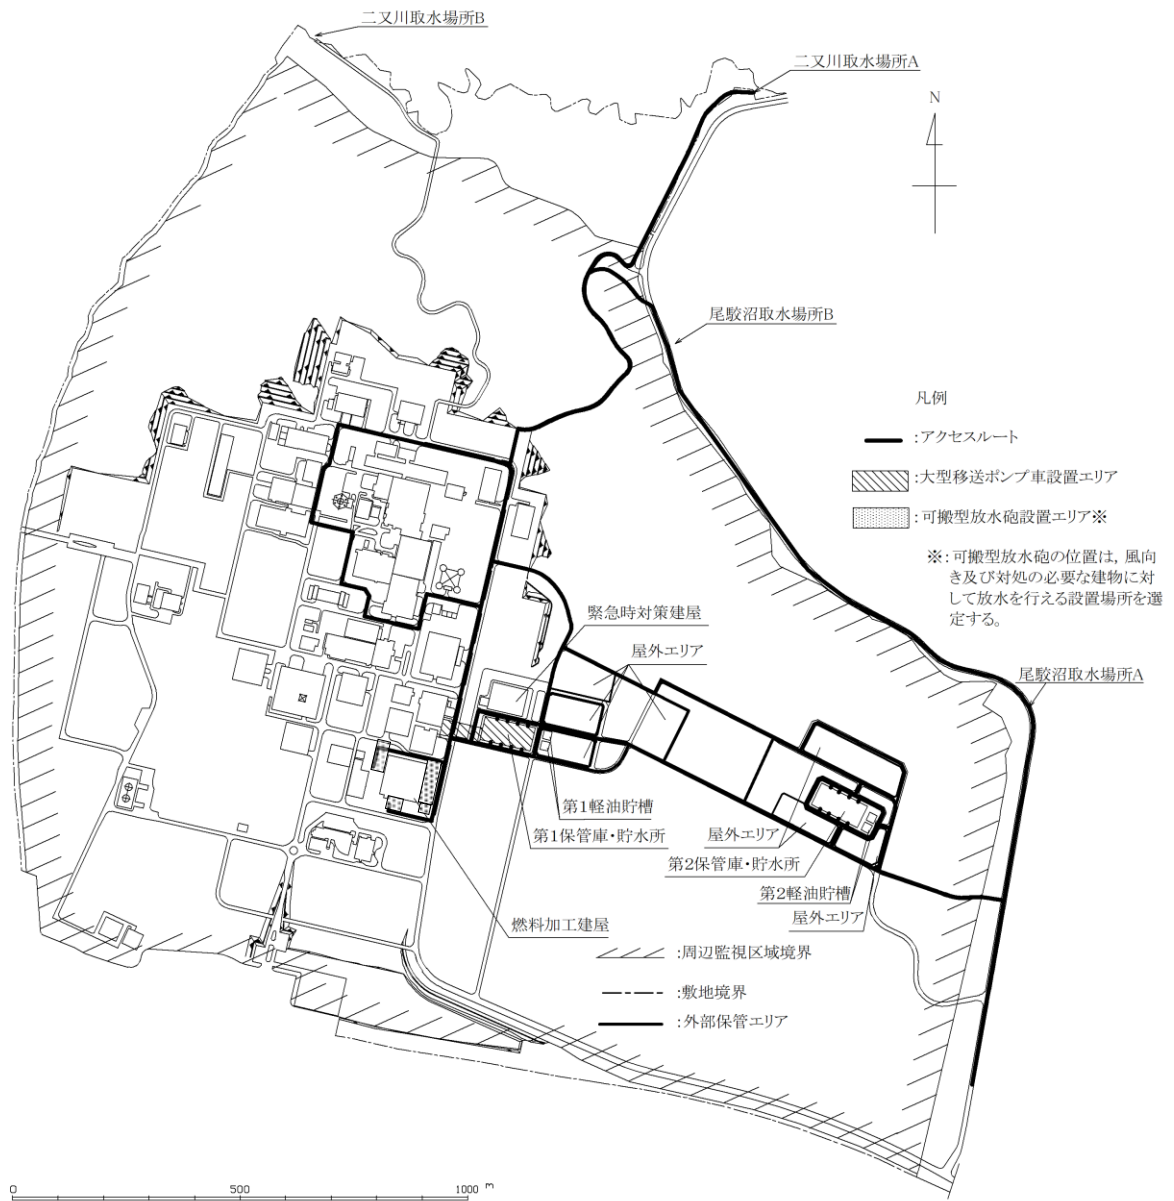 二又川取水場所B
二又川取水場所A
N
尾駮沼取水場所B
凡例
:アクセスルート
:大型移送ポンプ車設置エリア
:可搬型放水砲設置エリア※
※:可搬型放水砲の位置は，風向
き及び対処の必要な建物に対
して放水を行える設置場所を選
定する。
緊急時対策建屋
屋外エリア
尾駮沼取水場所A
第1軽油貯槽
第1保管庫・貯水所
屋外エリア
第2保管庫・貯水所
第2軽油貯槽
屋外エリア
燃料加工建屋
:周辺監視区域境界
:敷地境界
:外部保管エリア
0 500 1000 m